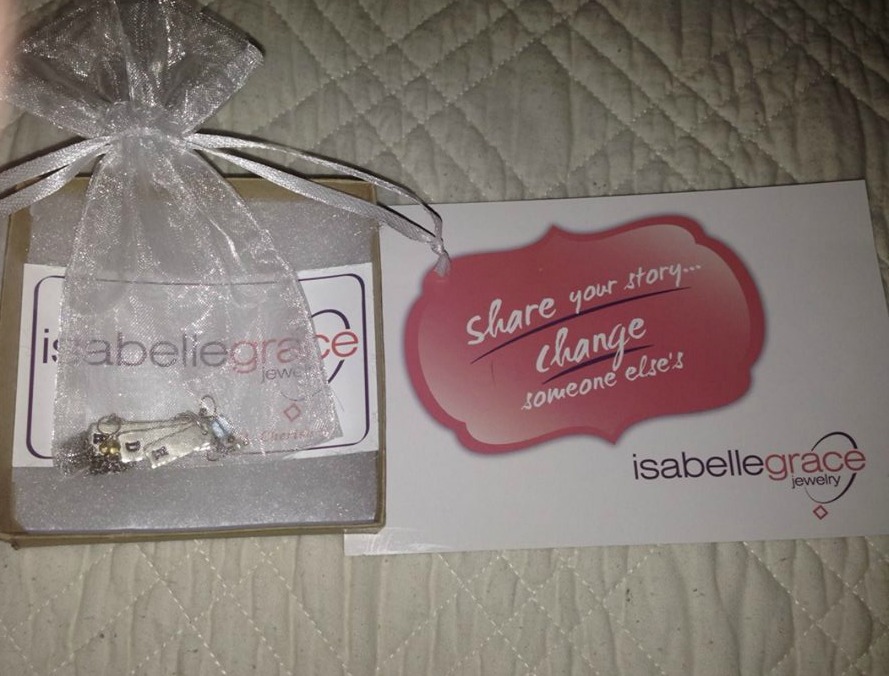 isabellegrace
jewelry
D
Share your story...
change
someone else's
isabellegrace
jewelry